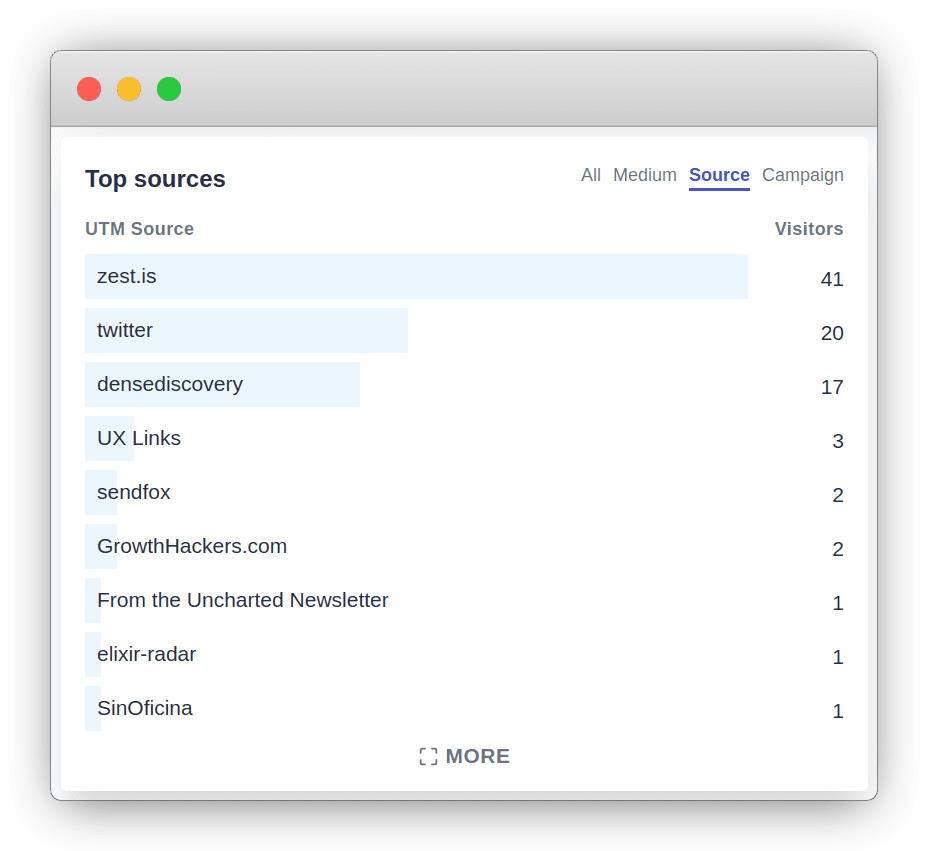 Top sources
All Medium Source Campaign
UTM Source Visitors
zest.is 41
twitter 20
densediscovery 17
UX Links 3
sendfox 2
GrowthHackers.com 2
From the Uncharted Newsletter 1
elixir-radar 1
SinOficina 1
MORE